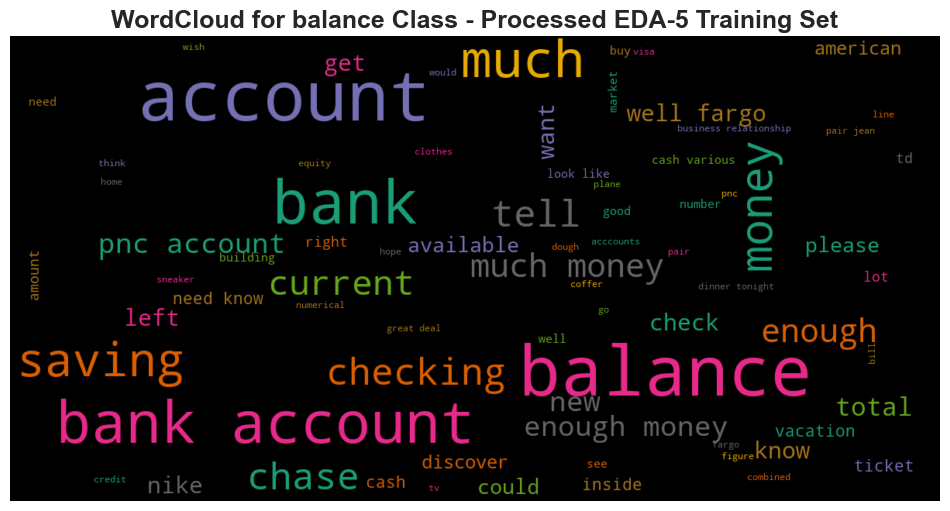 WordCloud for balance Class - Processed EDA-5 Training Set
wish
get
much
buy visa
american
would
account
need
market
well fargo
line
want
business relationship
pair jean
think
equity
clothes
money
cash various
td
home
look like
plane
bank
tell
good
number
pnc
pnc account
right
hope
available
dough
acccounts
pair
please
building
amount
sneaker
current
much money
coffer
dinner tonight
lot
need know
numerical
left
great deal
go
check
enough
well
bill
saving
checking
balance
new
total
bank account
enough money
vacation
fargo
figure
know
discover
see
ticket
credit
nike
chase
cash
tv
could
inside
combined